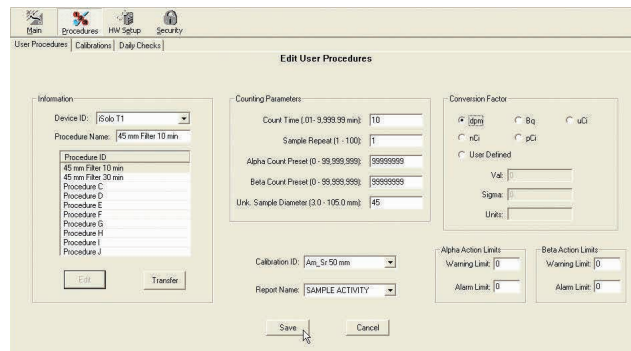 Main Procedures HW Setup Security
User Procedures Calibrations Daily Checks
Edit User Procedures
Information
Device ID: iSolo T1
Procedure Name: 45 mm Filter 10 min
Procedure ID
45 mm Filter 10 min
45 mm Filter 30 min
Procedure C
Procedure D
Procedure E
Procedure F
Procedure G
Procedure H
Procedure I
Procedure J
Edit Transfer
Counting Parameters
Count Time (.01- 9,999.99 min): 10
Sample Repeat (1 - 100): 1
Alpha Count Preset (0 - 99,999,999): 99999999
Beta Count Preset (0 - 99,999,999): 99999999
Unk. Sample Diameter (3.0 - 105.0 mm): 45
Conversion Factor
dpm Bq uCi
nCi pCi
User Defined
Val: 0
Sigma: 0
Units:
Calibration ID: Am_Sr 50 mm
Report Name: SAMPLE ACTIVITY
Alpha Action Limits
Warning Limit: 0
Alarm Limit: 0
Beta Action Limits
Warning Limit: 0
Alarm Limit: 0
Save Cancel